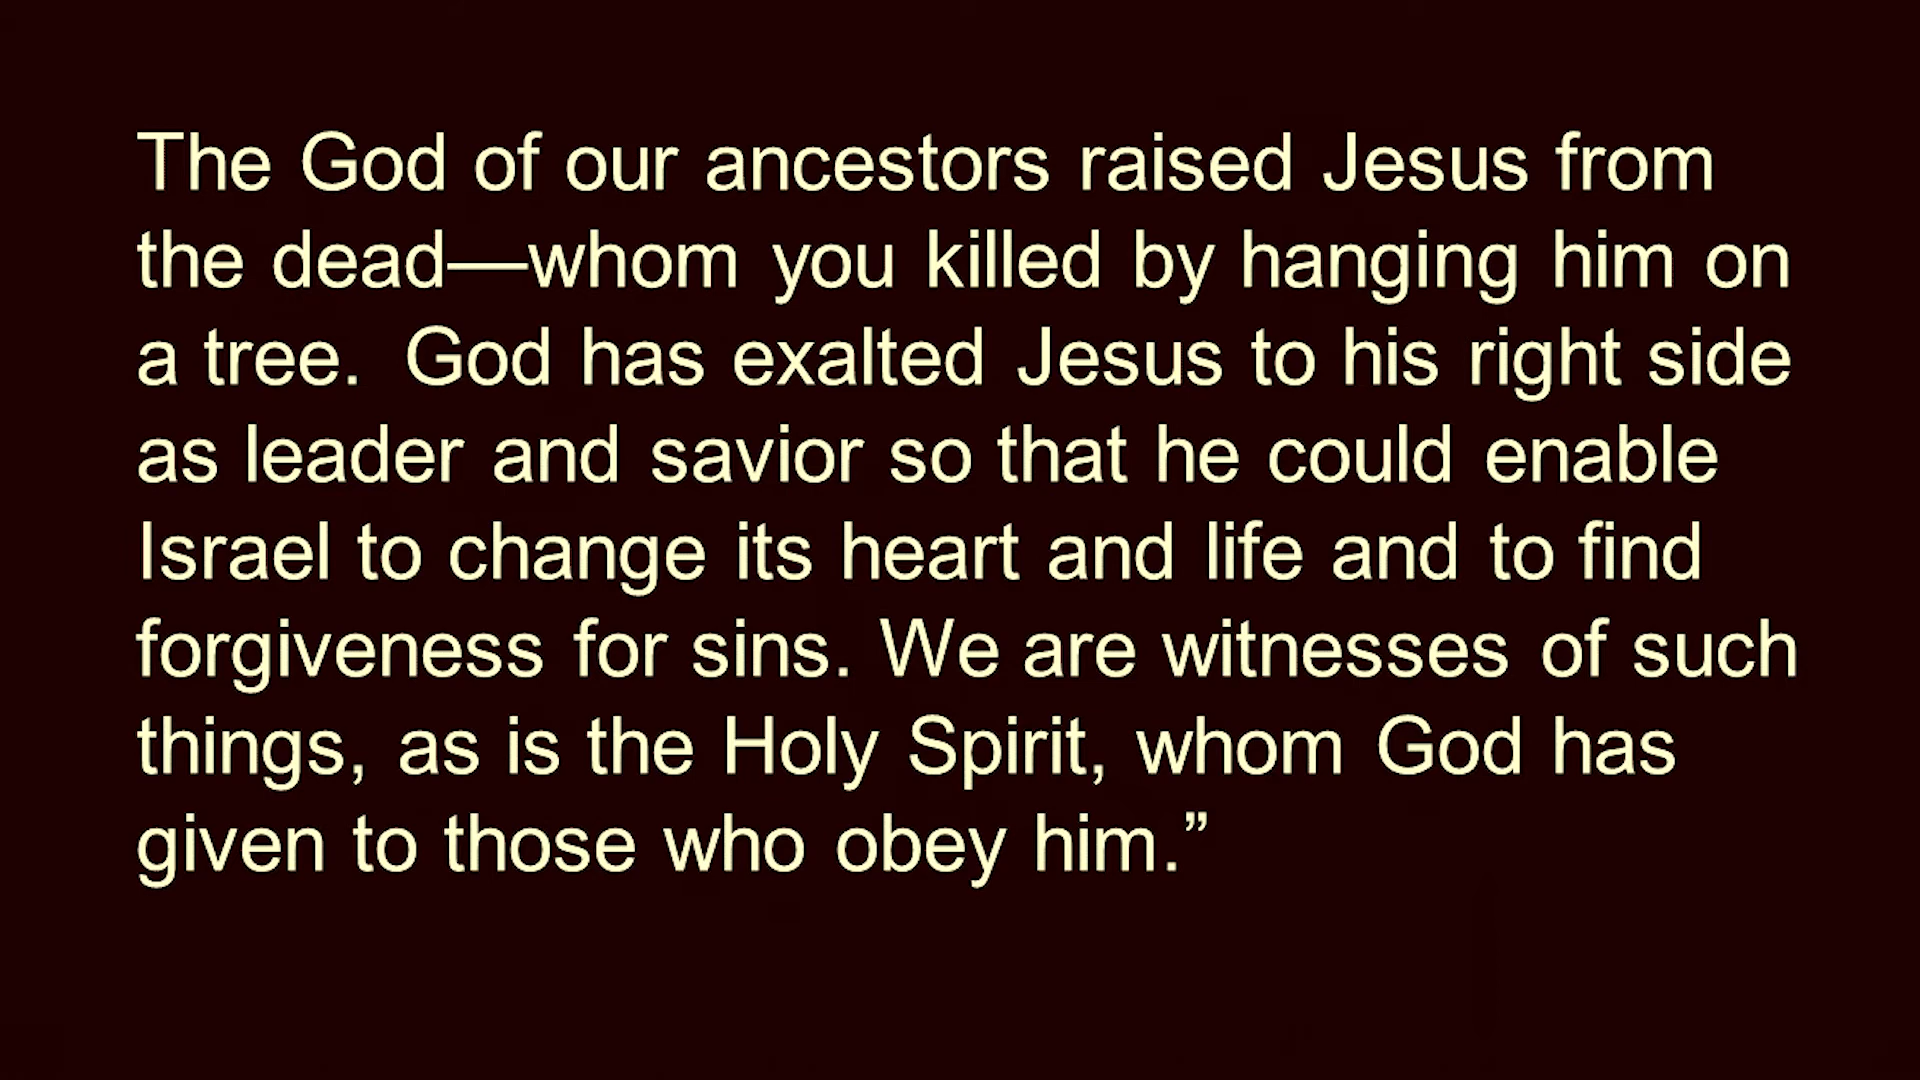 The God of our ancestors raised Jesus from
the dead—whom you killed by hanging him on
a tree.  God has exalted Jesus to his right side
as leader and savior so that he could enable
Israel to change its heart and life and to find
forgiveness for sins. We are witnesses of such
things, as is the Holy Spirit, whom God has
given to those who obey him.”